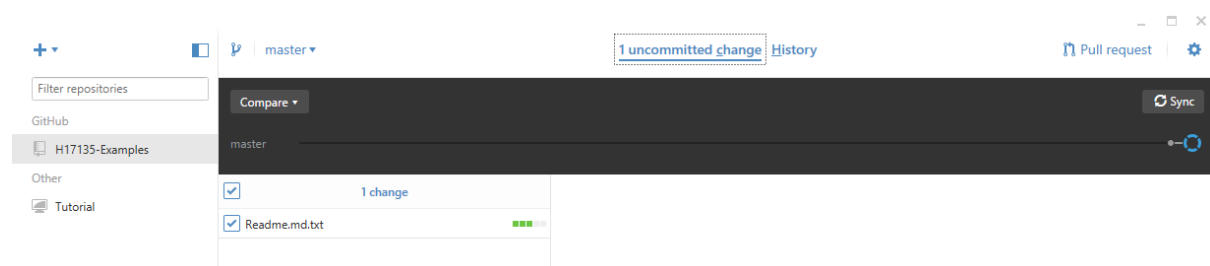 master
1 uncommitted change
History
Pull request
Filter repositories
Compare
Sync
GitHub
H17135-Examples
master
Other
1 change
Tutorial
Readme.md.txt